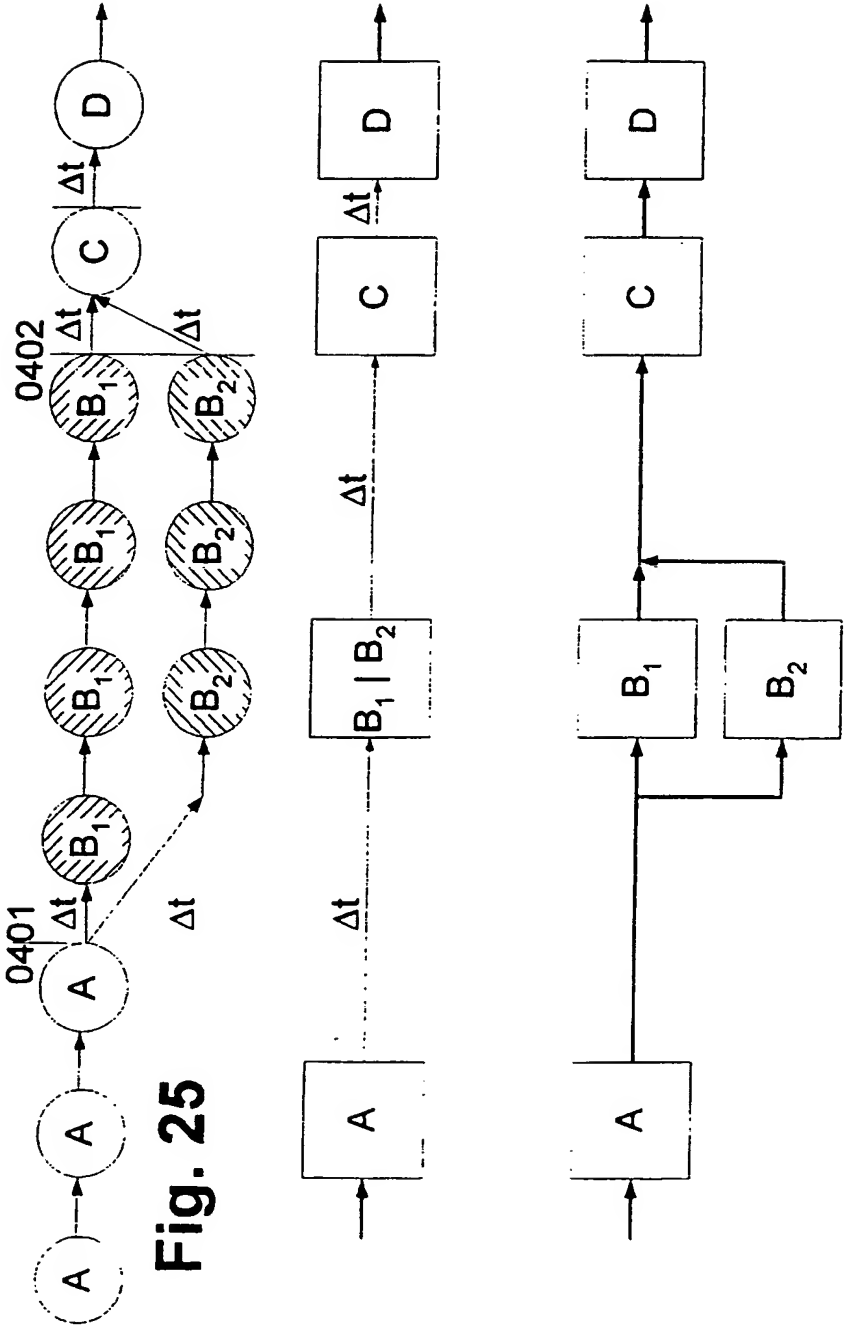 0401 0402
Δt Δt Δt
A A A B₁ B₁ B₁ B₁ C D
Δt Δt
B₂ B₂ B₂
Fig. 25
Δt Δt Δt
A B₁ | B₂ C D
A B₁ C D
B₂